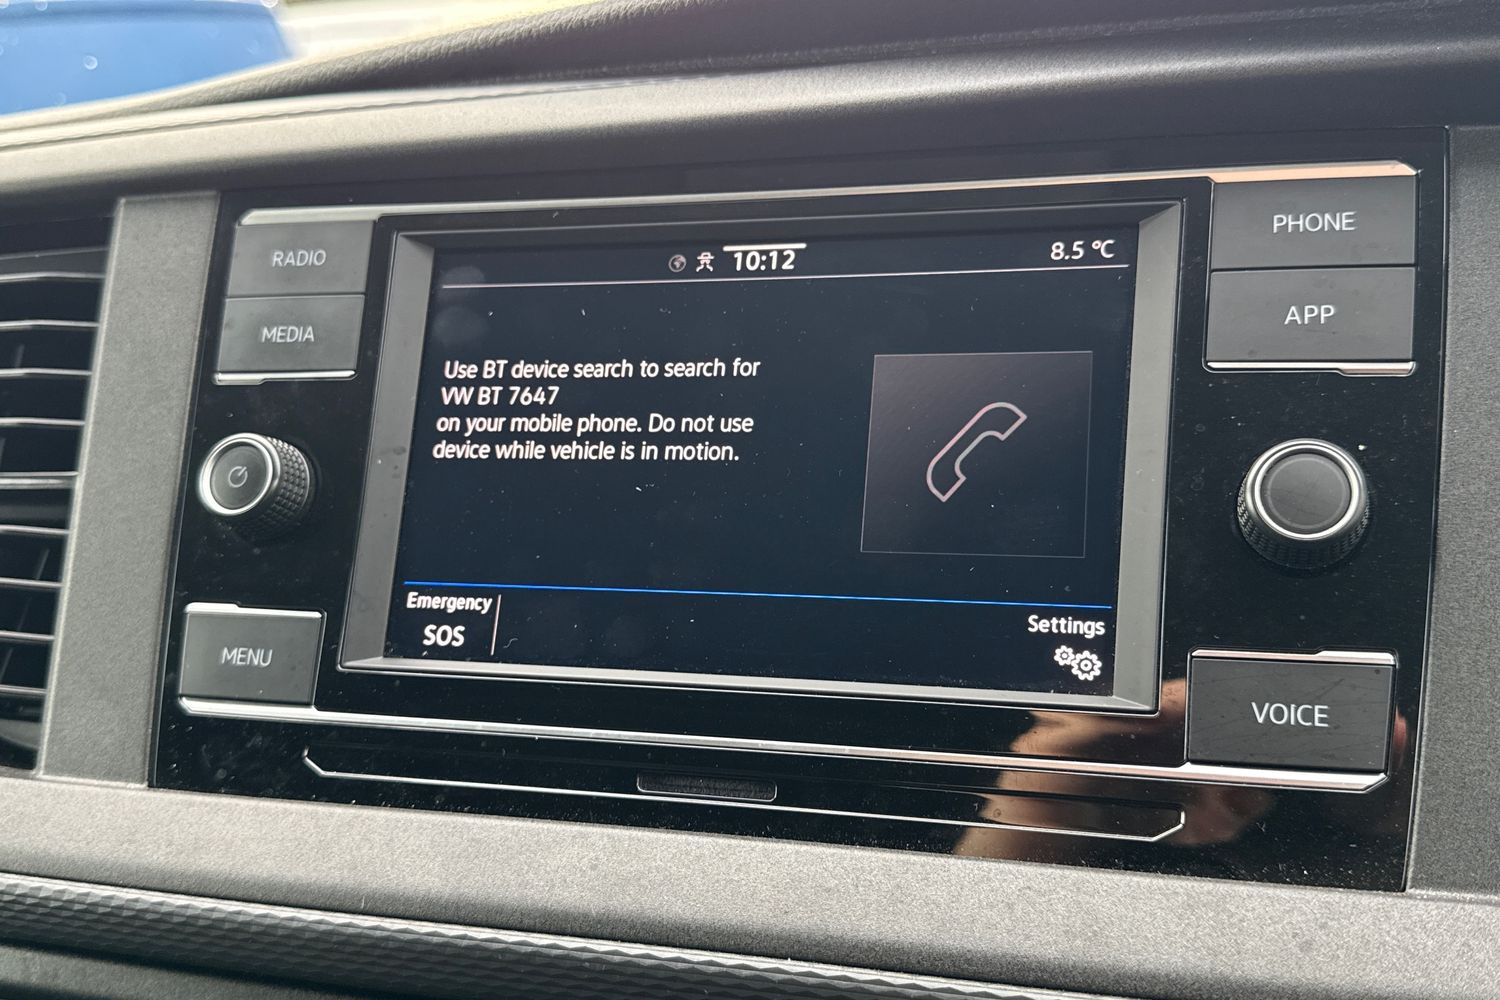 RADIO
MEDIA
MENU
10:12
8.5 °C
Use BT device search to search for
VW BT 7647
on your mobile phone. Do not use
device while vehicle is in motion.
Emergency
SOS
Settings
PHONE
APP
VOICE